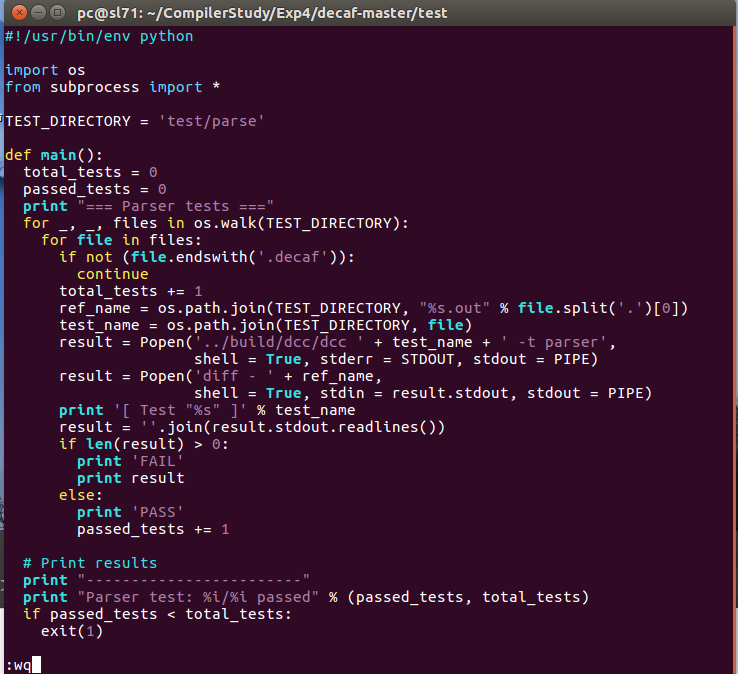 pc@sl71: ~/CompilerStudy/Exp4/decaf-master/test
#!/usr/bin/env python

import os
from subprocess import *

TEST_DIRECTORY = 'test/parse'

def main():
  total_tests = 0
  passed_tests = 0
  print "=== Parser tests ==="
  for _, _, files in os.walk(TEST_DIRECTORY):
    for file in files:
      if not (file.endswith('.decaf')):
        continue
      total_tests += 1
      ref_name = os.path.join(TEST_DIRECTORY, "%s.out" % file.split('.')[0])
      test_name = os.path.join(TEST_DIRECTORY, file)
      result = Popen('../build/dcc/dcc ' + test_name + ' -t parser',
                     shell = True, stderr = STDOUT, stdout = PIPE)
      result = Popen('diff - ' + ref_name,
                     shell = True, stdin = result.stdout, stdout = PIPE)
      print '[ Test "%s" ]' % test_name
      result = ''.join(result.stdout.readlines())
      if len(result) > 0:
        print 'FAIL'
        print result
      else:
        print 'PASS'
        passed_tests += 1

  # Print results
  print "------------------------"
  print "Parser test: %i/%i passed" % (passed_tests, total_tests)
  if passed_tests < total_tests:
    exit(1)

:wq